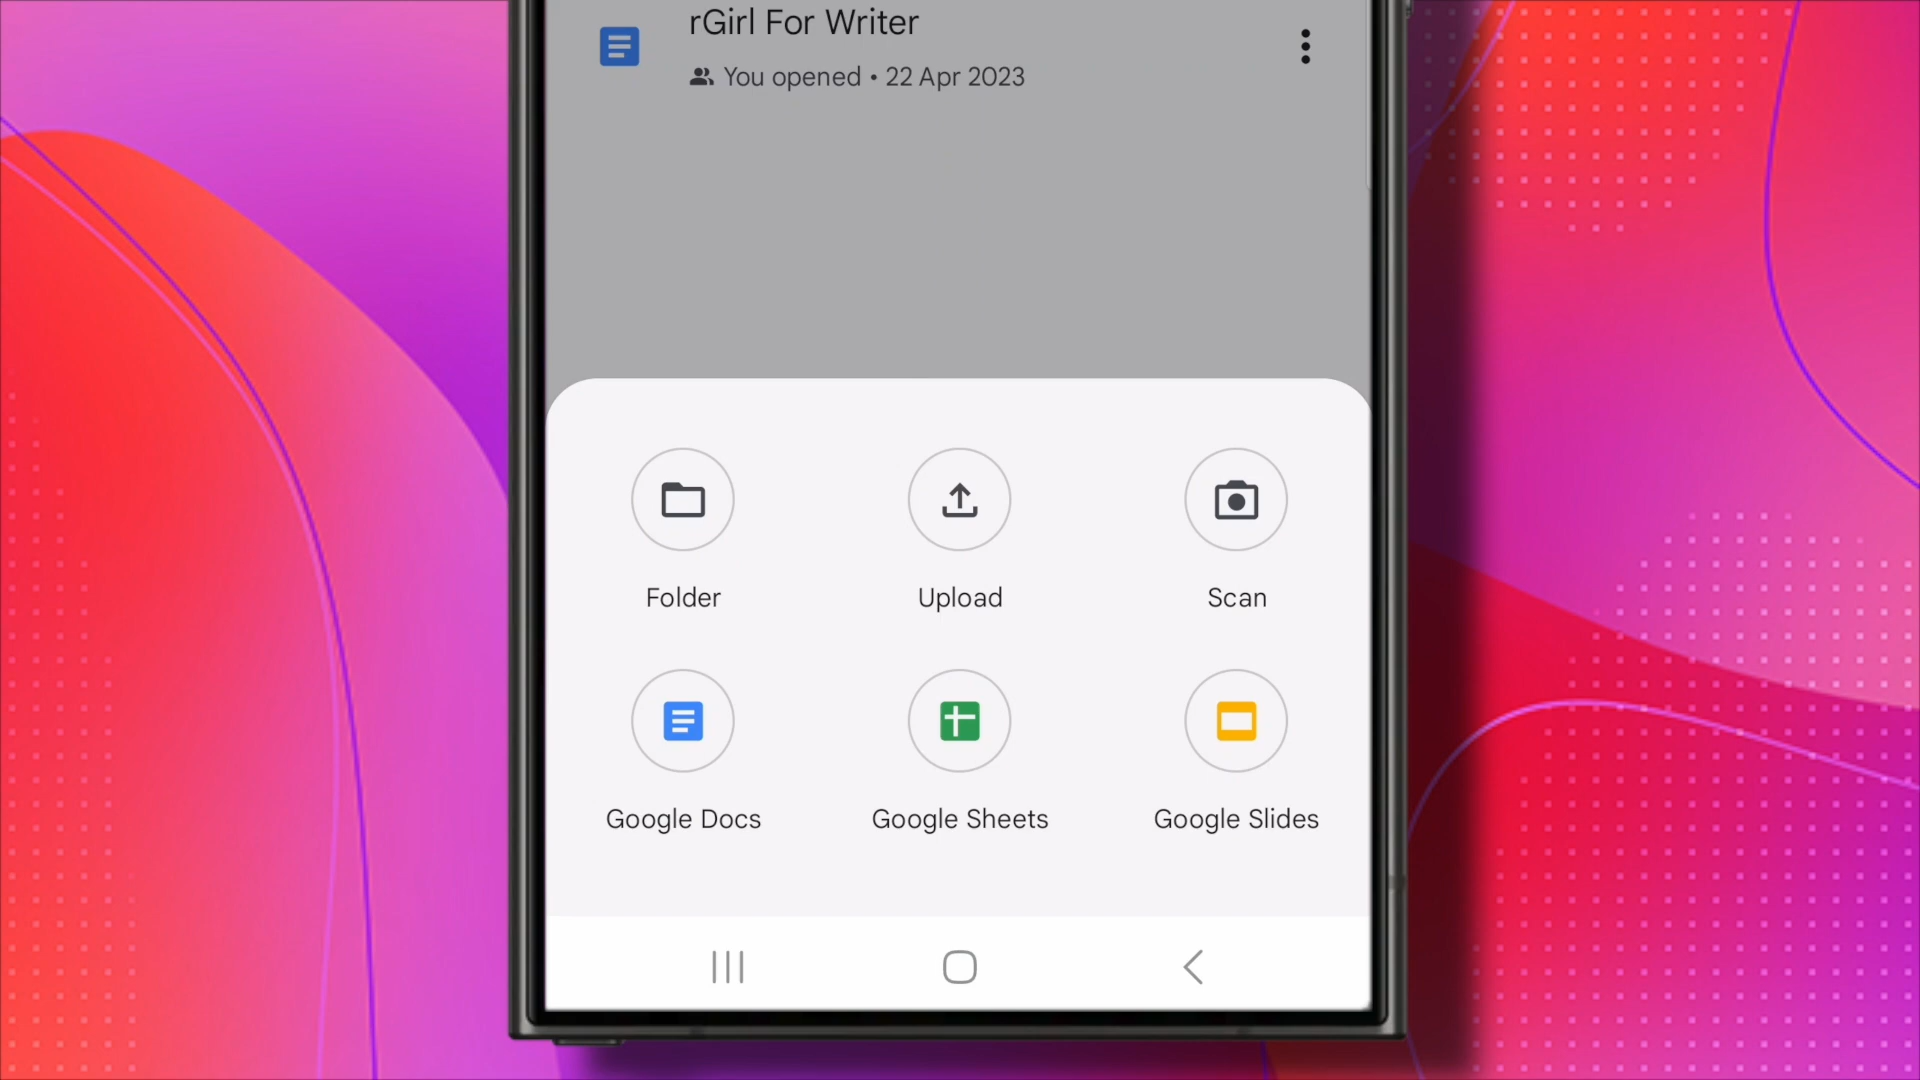 rGirl For Writer
You opened • 22 Apr 2023
Folder Upload Scan
Google Docs Google Sheets Google Slides